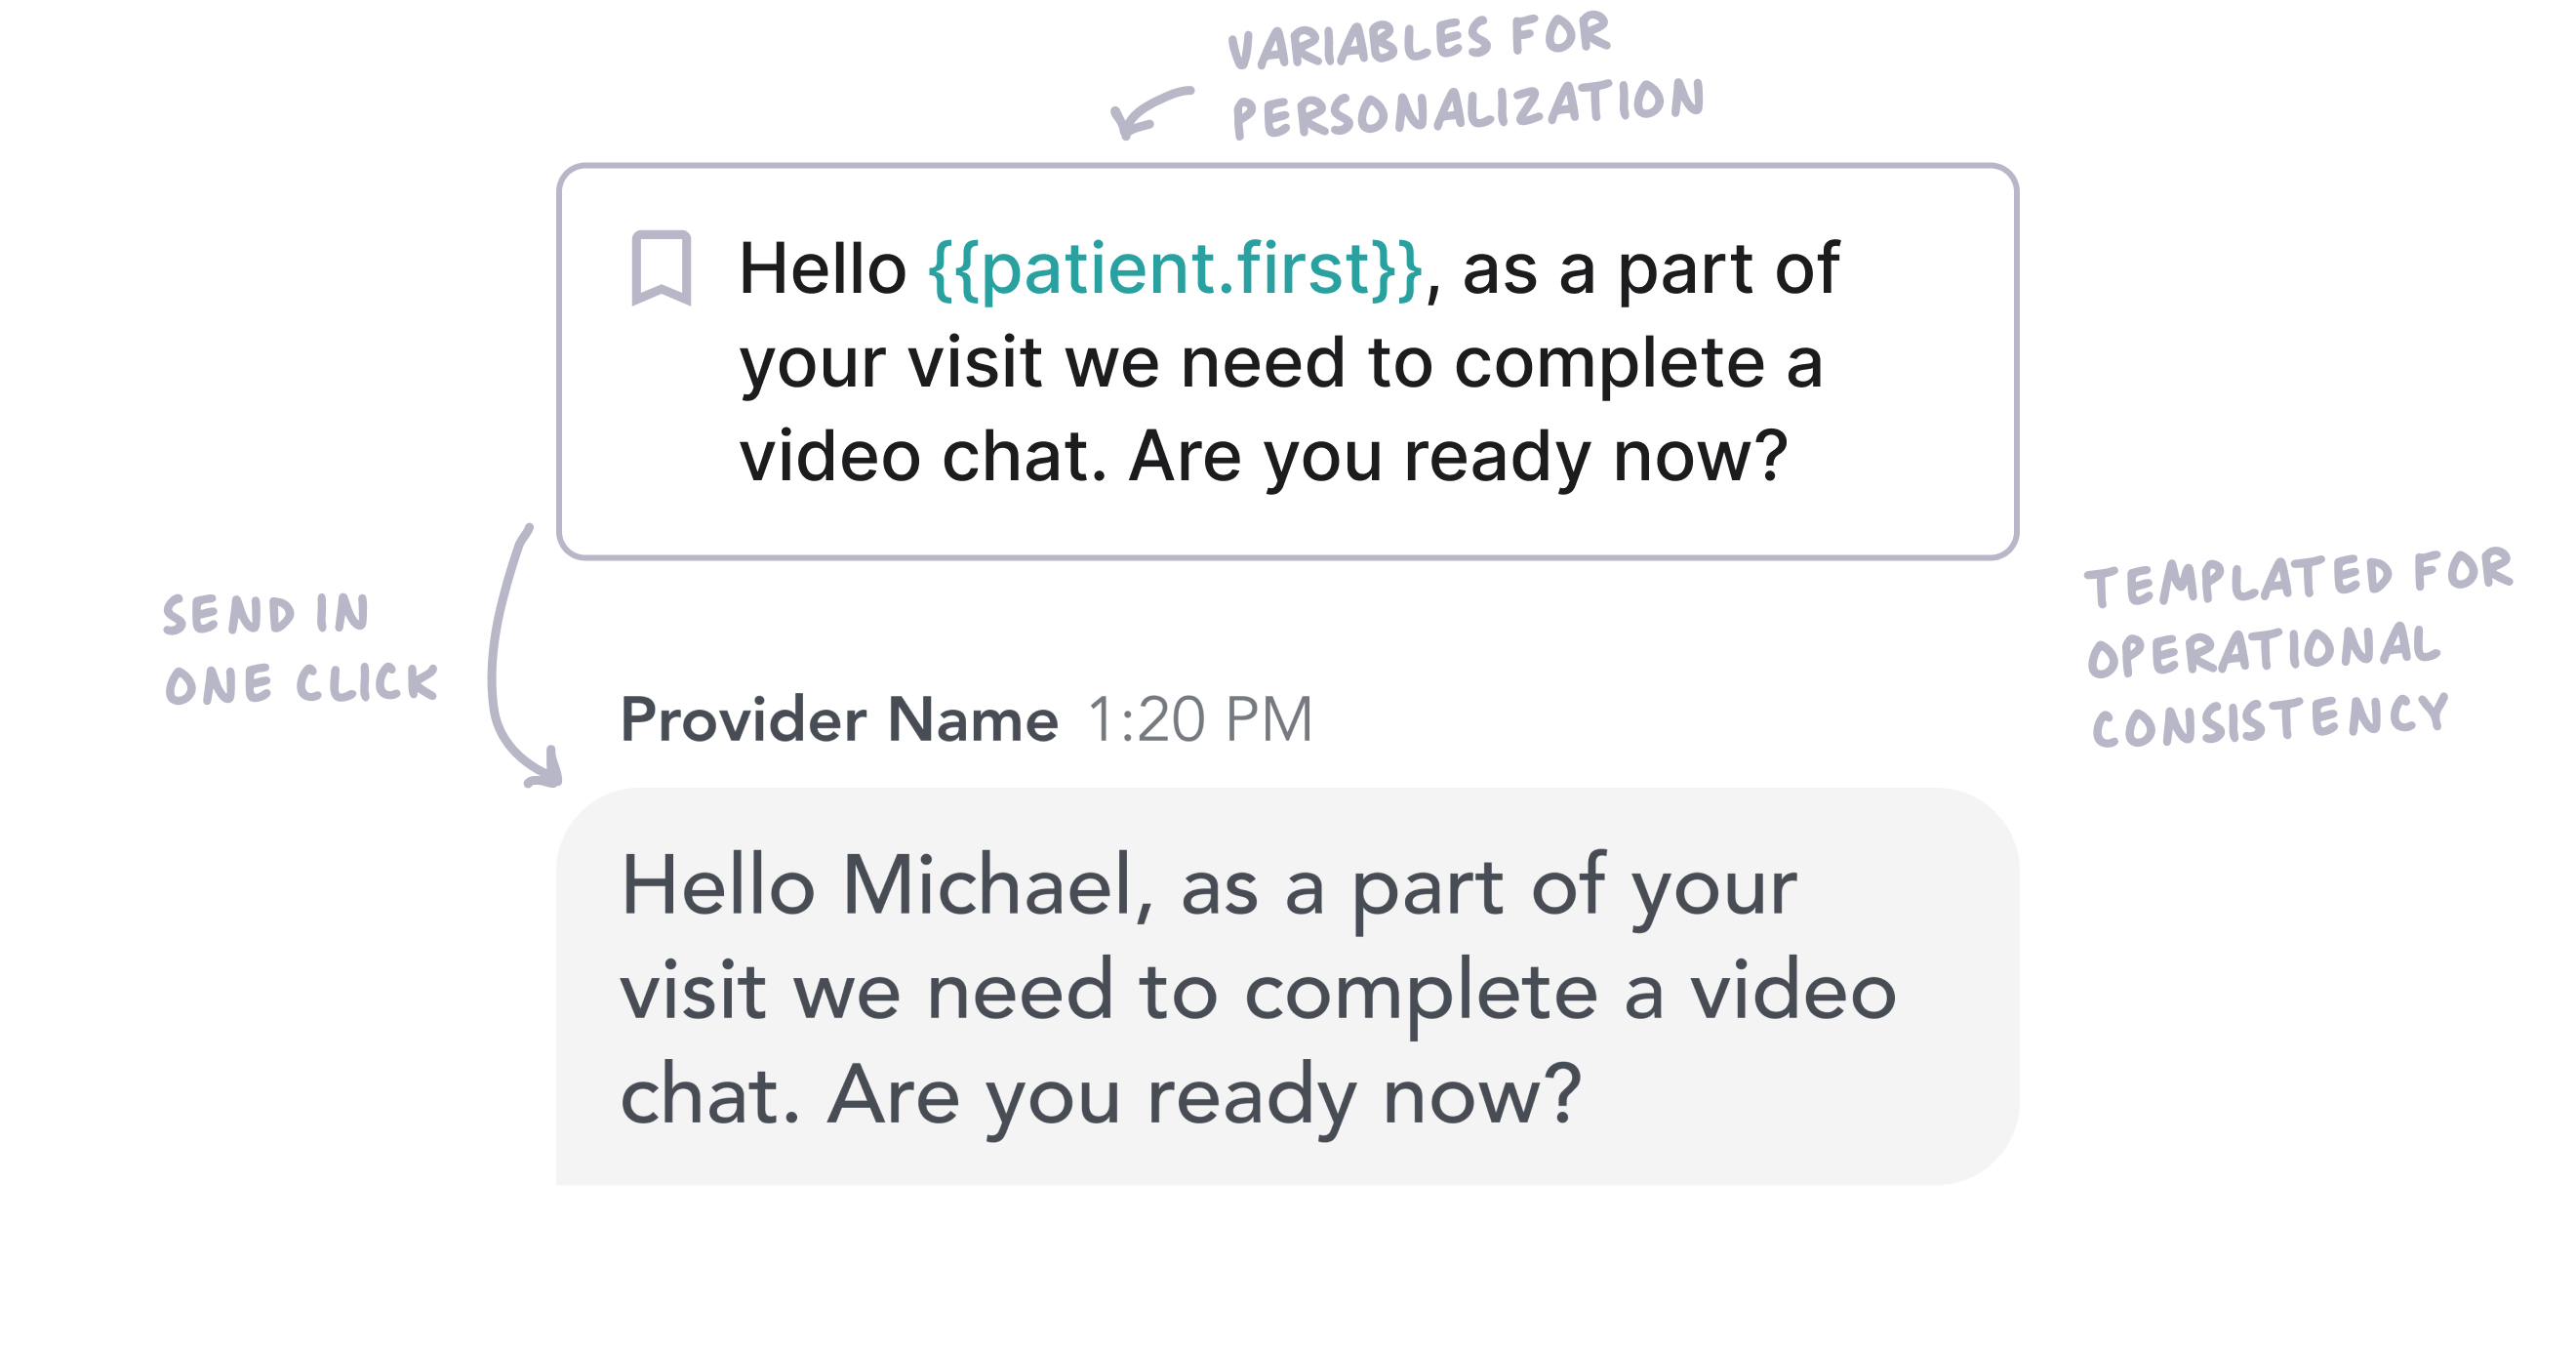 VARIABLES FOR
PERSONALIZATION
Hello {{patient.first}}, as a part of
your visit we need to complete a
video chat. Are you ready now?
SEND IN
ONE CLICK
TEMPLATED FOR
OPERATIONAL
CONSISTENCY
Provider Name 1:20 PM
Hello Michael, as a part of your
visit we need to complete a video
chat. Are you ready now?